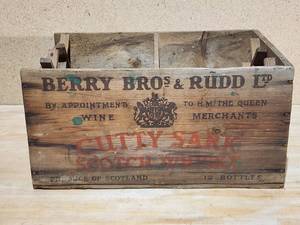 BERRY BROS & RUDD LTD
BY APPOINTMENT TO H.M. THE QUEEN
WINE MERCHANTS
CUTTY SARK
SCOTCH WHISKY
PRODUCE OF SCOTLAND 12 BOTTLES